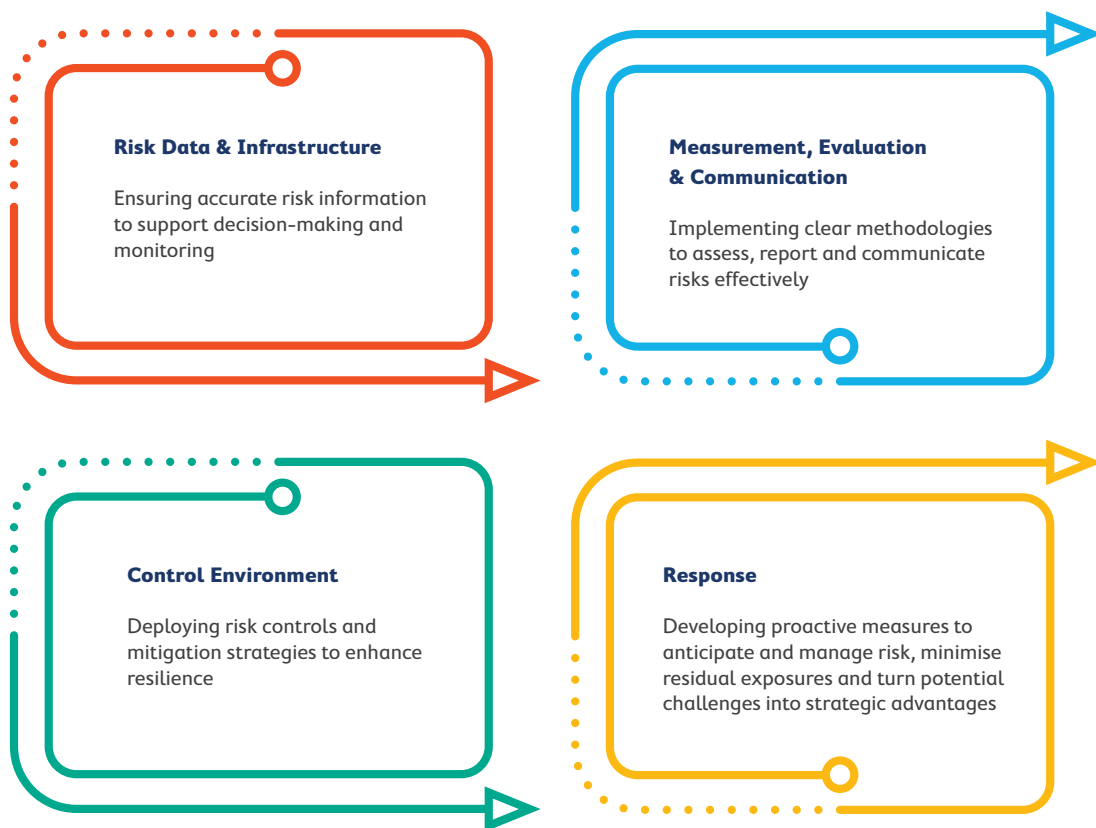 Risk Data & Infrastructure
Ensuring accurate risk information
to support decision-making and
monitoring
Measurement, Evaluation
& Communication
Implementing clear methodologies
to assess, report and communicate
risks effectively
Control Environment
Deploying risk controls and
mitigation strategies to enhance
resilience
Response
Developing proactive measures to
anticipate and manage risk, minimise
residual exposures and turn potential
challenges into strategic advantages